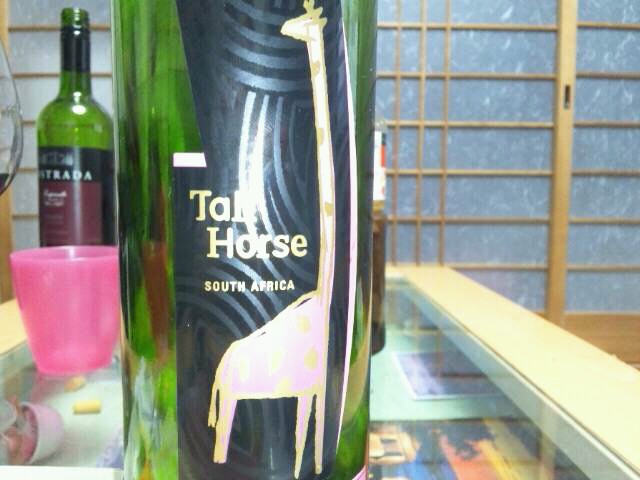 Tall
Horse
SOUTH AFRICA
STRADA